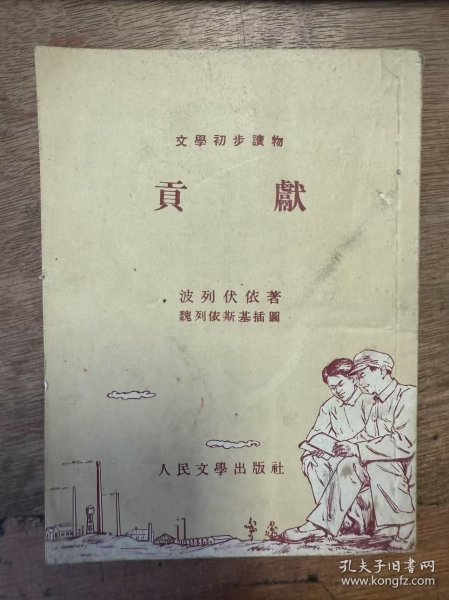 文學初步讀物
貢獻
波列伏依著
魏列依斯基插圖
人民文學出版社
孔夫子旧书网
www.kongfz.com